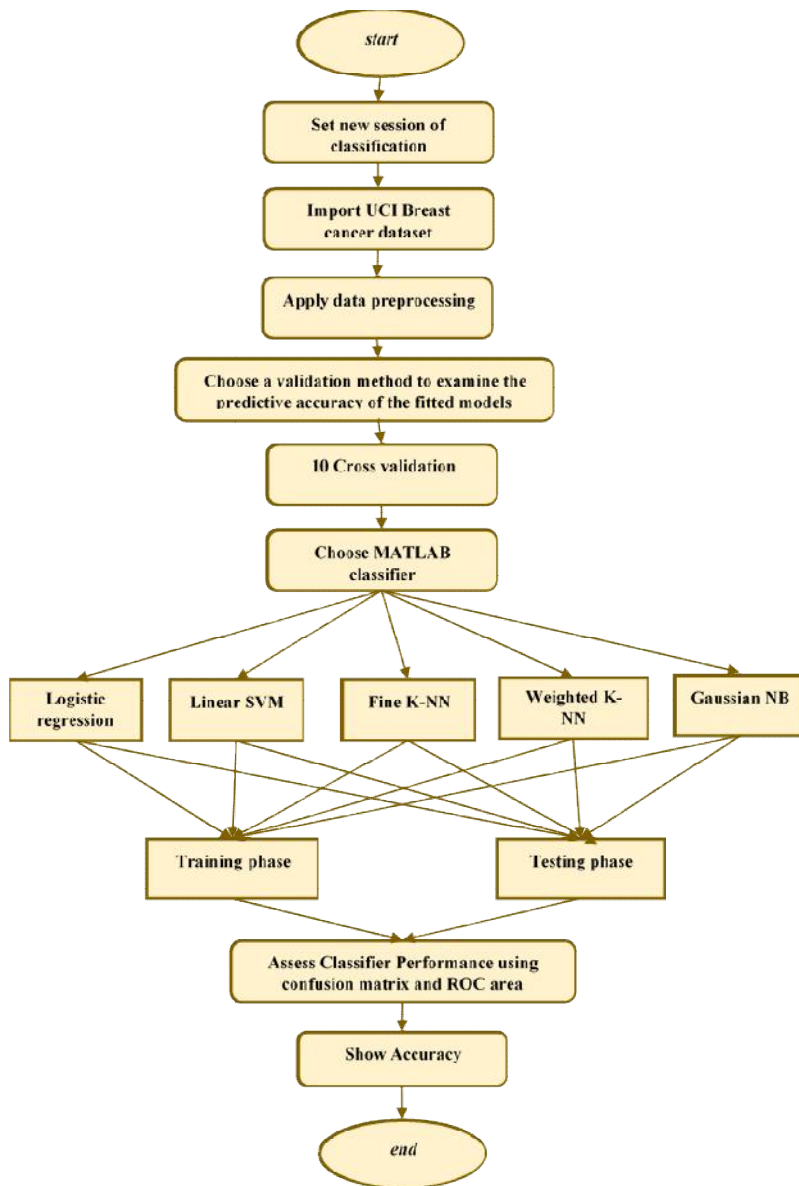 start
Set new session of
classification
Import UCI Breast
cancer dataset
Apply data preprocessing
Choose a validation method to examine the
predictive accuracy of the fitted models
10 Cross validation
Choose MATLAB
classifier
Logistic
regression
Linear SVM
Fine K-NN
Weighted K-
NN
Gaussian NB
Training phase
Testing phase
Assess Classifier Performance using
confusion matrix and ROC area
Show Accuracy
end